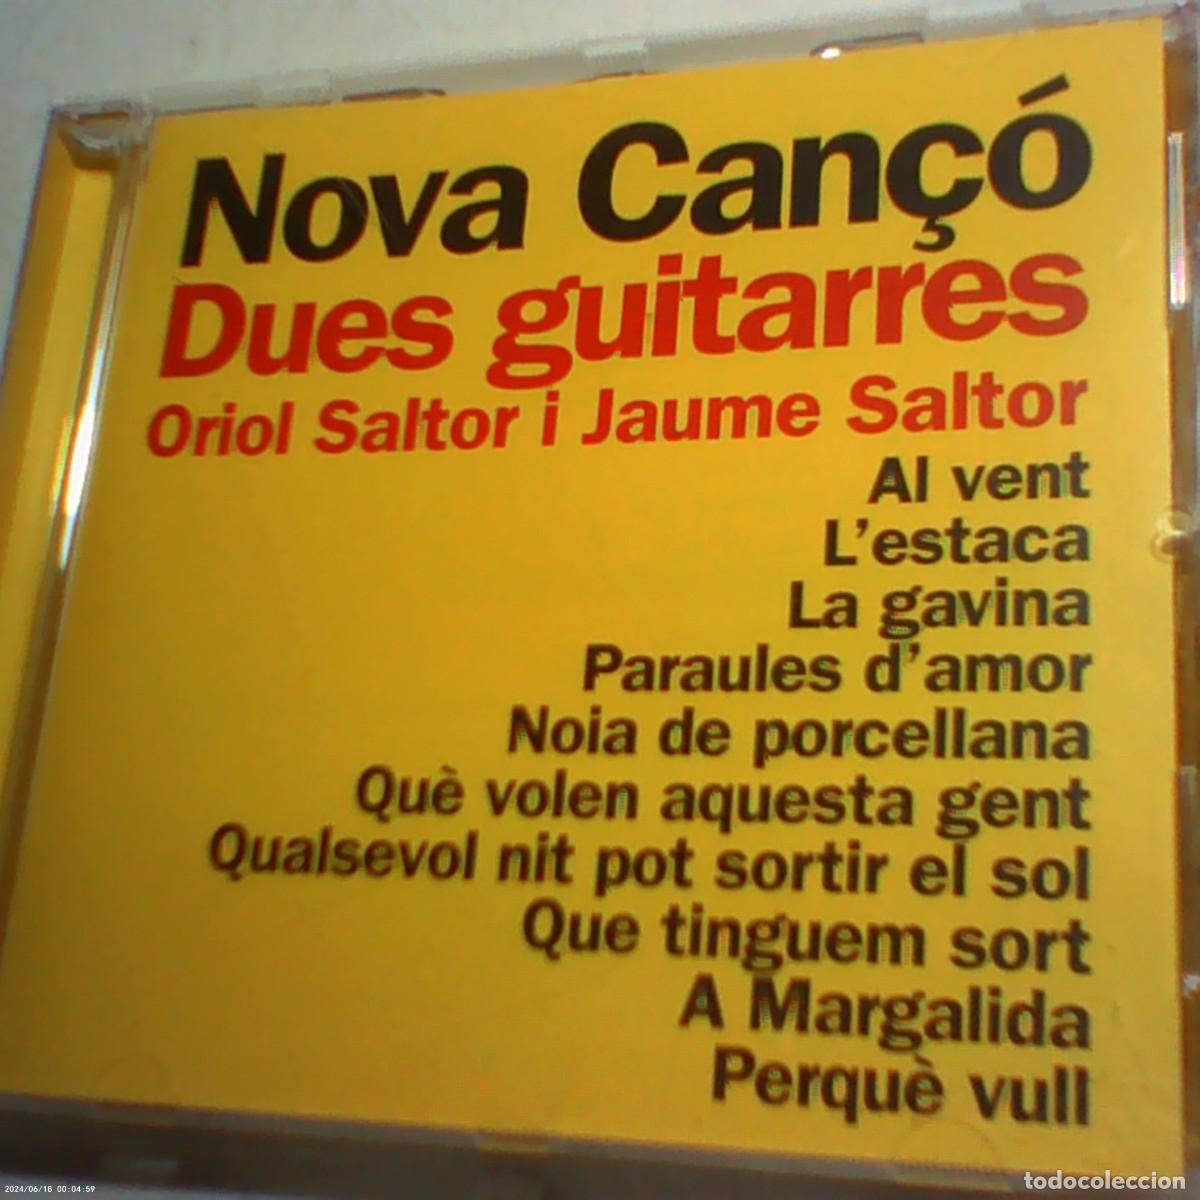 Nova Cançó
Dues guitarres
Oriol Saltor i Jaume Saltor
Al vent
L'estaca
La gavina
Paraules d'amor
Noia de porcellana
Què volen aquesta gent
Qualsevol nit pot sortir el sol
Que tinguem sort
A Margalida
Perquè vull
2024/06/18 00:04:59
todocoleccion